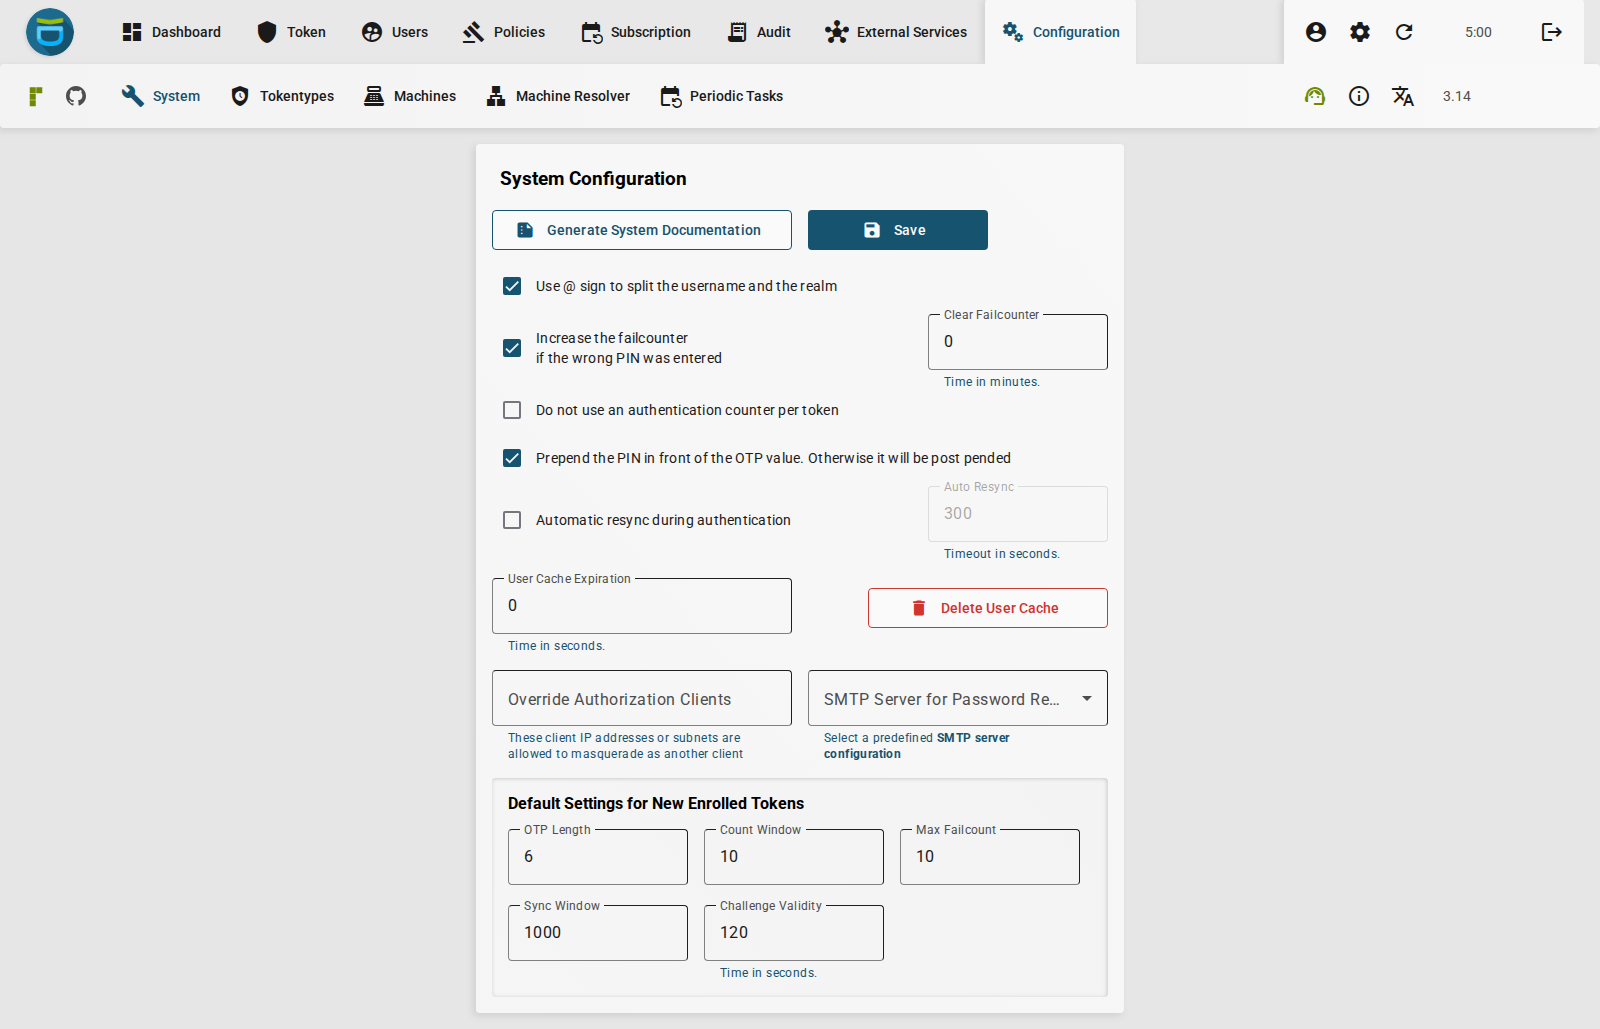 Dashboard
Token
Users
Policies
Subscription
Audit
External Services
Configuration
5:00
System
Tokentypes
Machines
Machine Resolver
Periodic Tasks
3.14
System Configuration
Generate System Documentation
Save
Use @ sign to split the username and the realm
Clear Failcounter
Increase the failcounter
if the wrong PIN was entered
0
Time in minutes.
Do not use an authentication counter per token
Prepend the PIN in front of the OTP value. Otherwise it will be post pended
Auto Resync
Automatic resync during authentication
300
Timeout in seconds.
User Cache Expiration
0
Delete User Cache
Time in seconds.
Override Authorization Clients
SMTP Server for Password Re...
These client IP addresses or subnets are
allowed to masquerade as another client
Select a predefined SMTP server
configuration
Default Settings for New Enrolled Tokens
OTP Length
Count Window
Max Failcount
6
10
10
Sync Window
Challenge Validity
1000
120
Time in seconds.